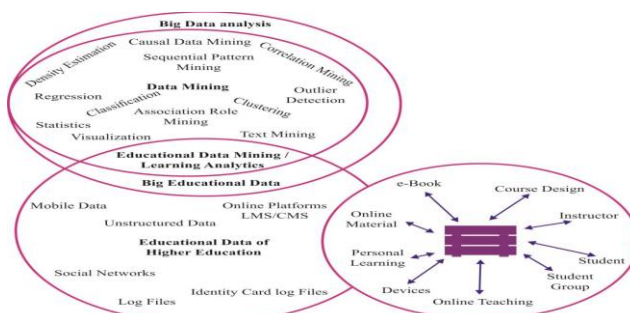 Big Data analysis
Causal Data Mining
Density Estimation
Sequential Pattern
Mining
Correlation Mining
Data Mining
Regression
Classification
Clustering
Outlier
Detection
Association Role
Mining
Statistics
Visualization
Text Mining
Educational Data Mining /
Learning Analytics
Big Educational Data
Mobile Data
Online Platforms
LMS/CMS
Unstructured Data
Educational Data of
Higher Education
Social Networks
Identity Card log Files
Log Files
e-Book
Course Design
Online
Material
Instructor
Personal
Learning
Student
Devices
Student
Group
Online Teaching